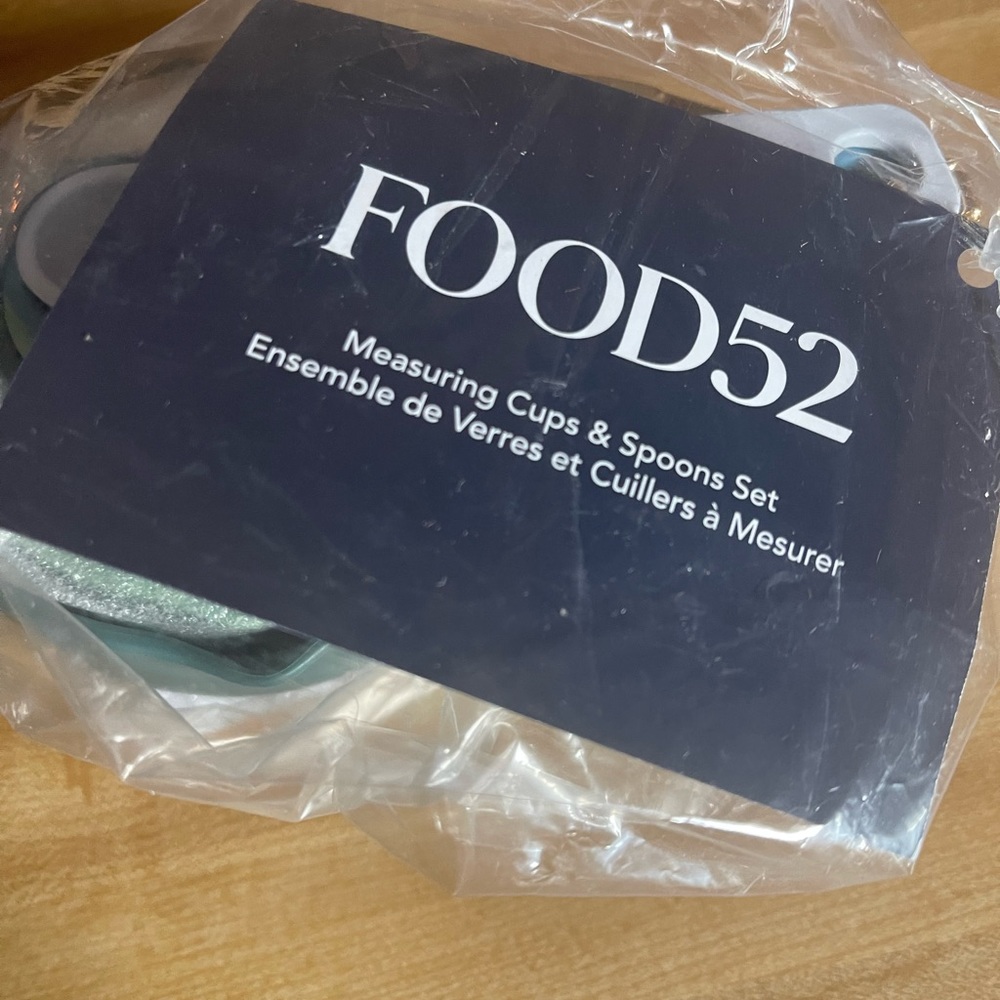 FOOD52
Measuring Cups & Spoons Set
Ensemble de Verres et Cuillers à Mesurer